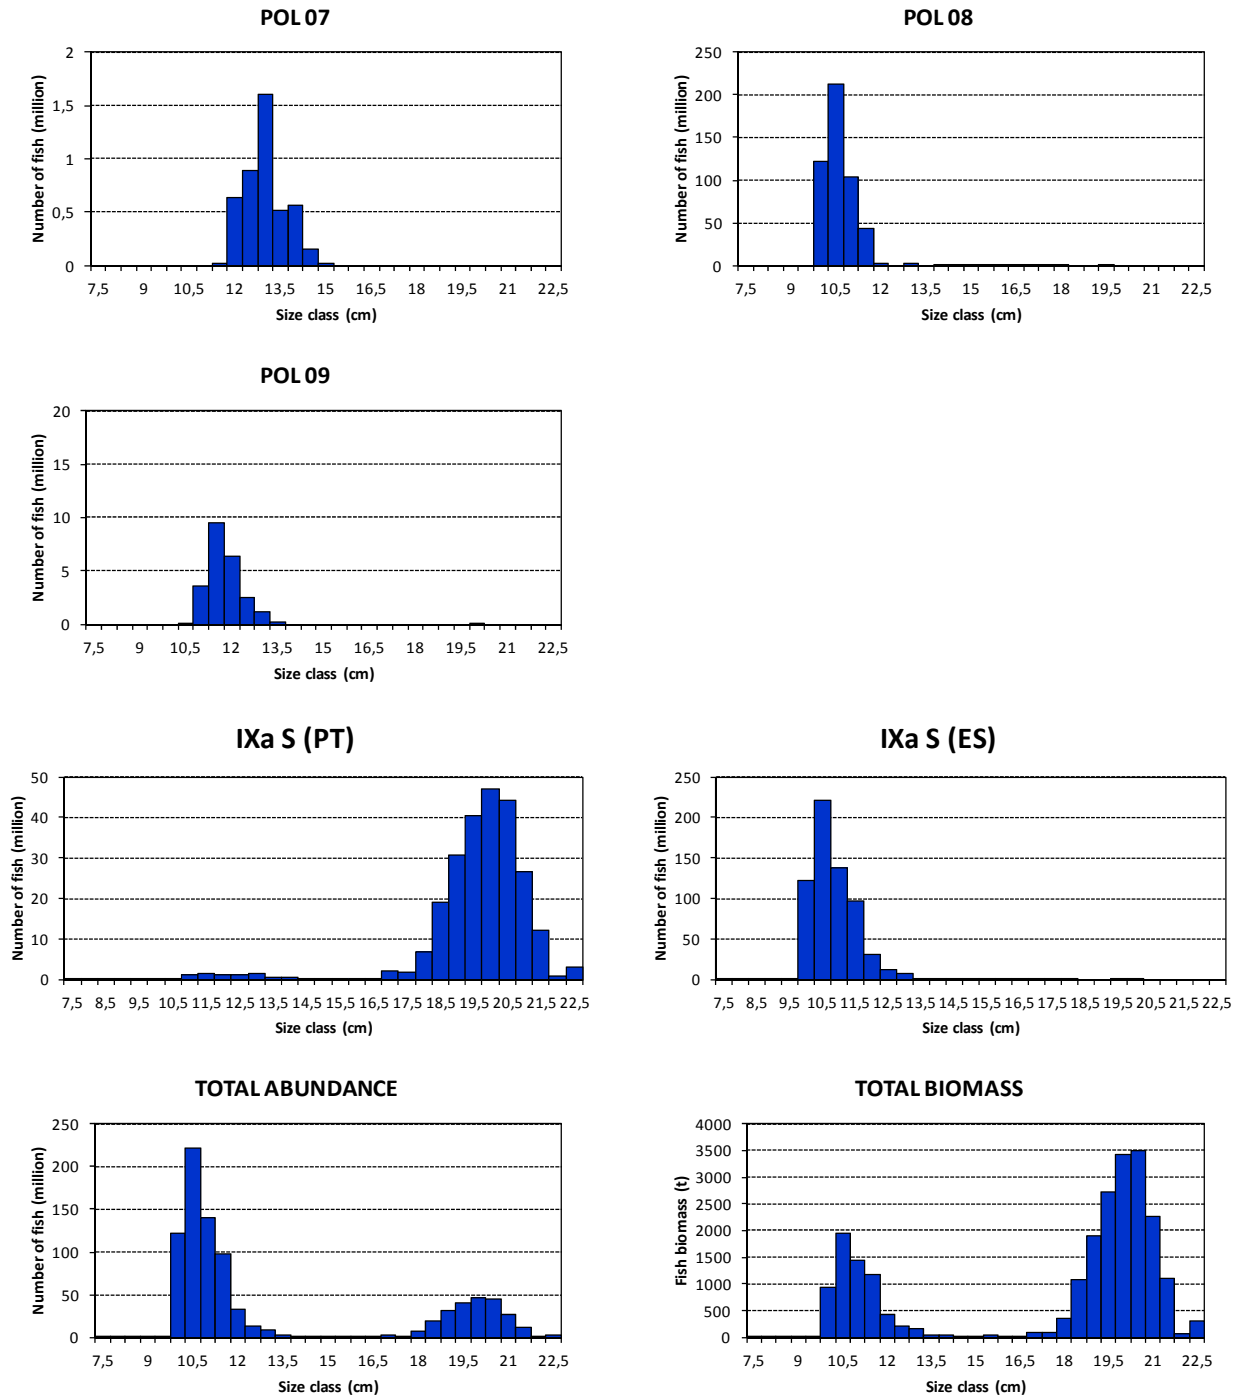 POL 07
Number of fish (million)
2
1,5
1
0,5
0
7,5 9 10,5 12 13,5 15 16,5 18 19,5 21 22,5
Size class (cm)
POL 08
Number of fish (million)
250
200
150
100
50
0
7,5 9 10,5 12 13,5 15 16,5 18 19,5 21 22,5
Size class (cm)
POL 09
Number of fish (million)
20
15
10
5
0
7,5 9 10,5 12 13,5 15 16,5 18 19,5 21 22,5
Size class (cm)
IXa S (PT)
Number of fish (million)
50
40
30
20
10
0
7,5 8,5 9,5 10,5 11,5 12,5 13,5 14,5 15,5 16,5 17,5 18,5 19,5 20,5 21,5 22,5
Size class (cm)
IXa S (ES)
Number of fish (million)
250
200
150
100
50
0
7,5 8,5 9,5 10,5 11,5 12,5 13,5 14,5 15,5 16,5 17,5 18,5 19,5 20,5 21,5 22,5
Size class (cm)
TOTAL ABUNDANCE
Number of fish (million)
250
200
150
100
50
0
7,5 9 10,5 12 13,5 15 16,5 18 19,5 21 22,5
Size class (cm)
TOTAL BIOMASS
Fish biomass (t)
4000
3500
3000
2500
2000
1500
1000
500
0
7,5 9 10,5 12 13,5 15 16,5 18 19,5 21 22,5
Size class (cm)